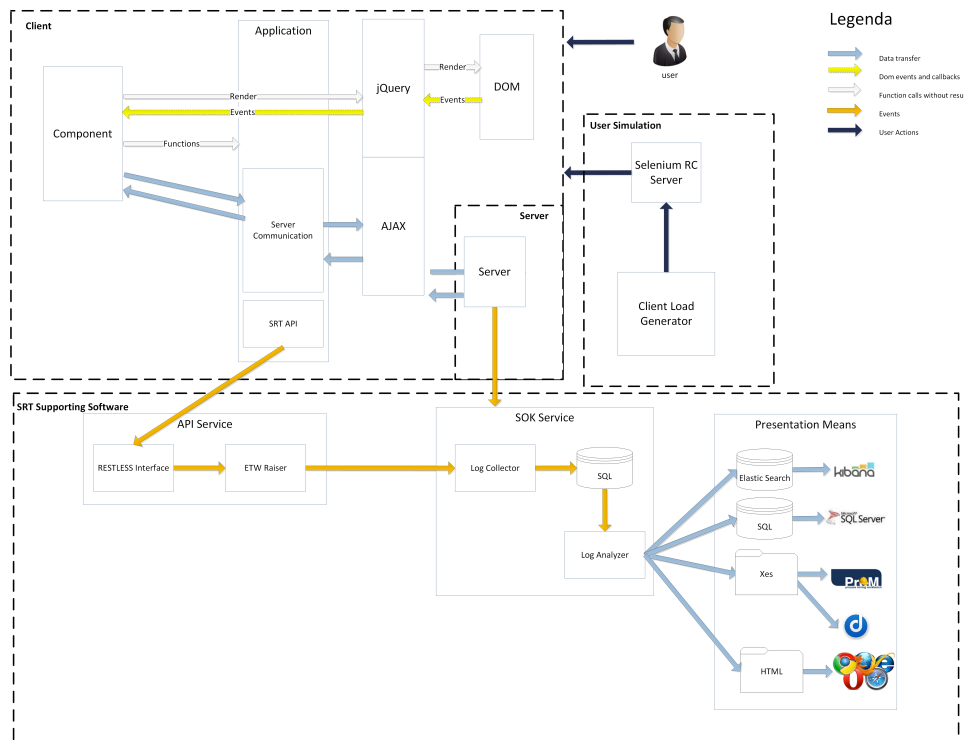 Legenda
Data transfer
Dom events and callbacks
Function calls without resu
Events
User Actions
Client
Application
Component
jQuery
DOM
Render
Events
Render
Events
Functions
Server
Communication
AJAX
SRT API
Server
Server
user
User Simulation
Selenium RC
Server
Client Load
Generator
SRT Supporting Software
API Service
RESTLESS Interface
ETW Raiser
SOK Service
Log Collector
SQL
Log Analyzer
Presentation Means
Elastic Search
kibana
SQL
SQL Server
Xes
ProM
HTML